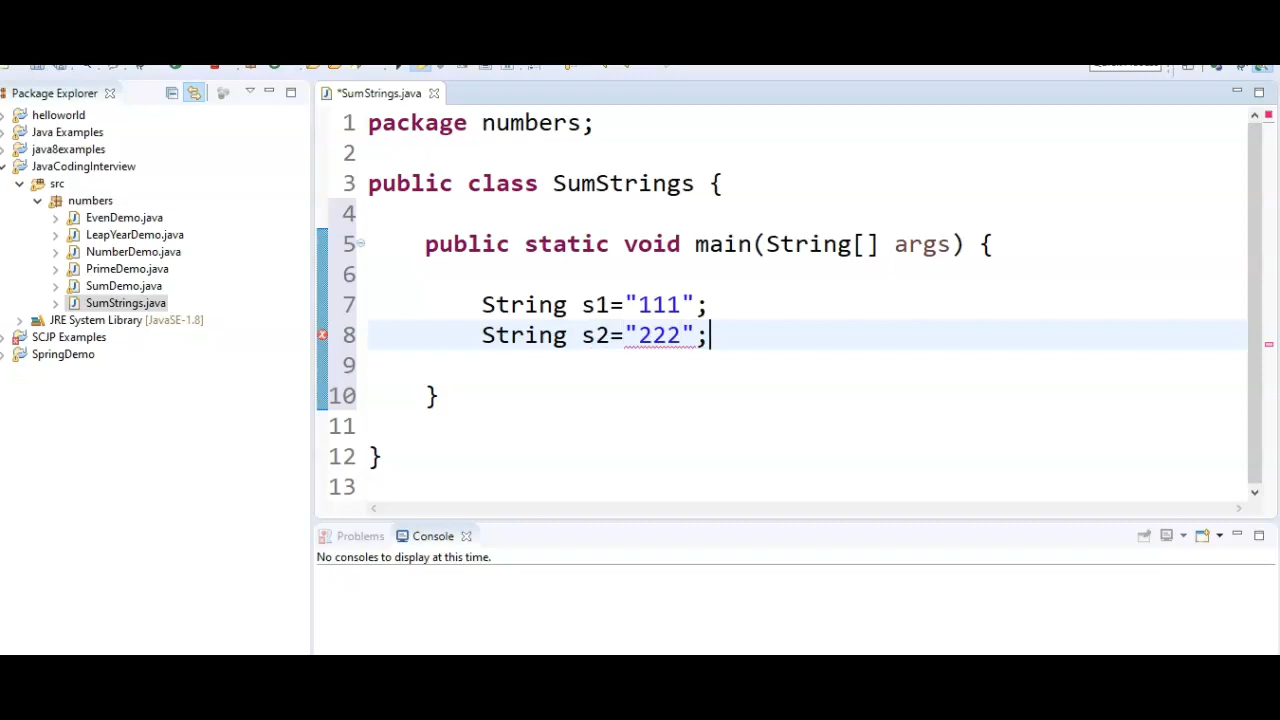 Package Explorer
*SumStrings.java
helloworld
Java Examples
java8examples
JavaCodingInterview
src
numbers
EvenDemo.java
LeapYearDemo.java
NumberDemo.java
PrimeDemo.java
SumDemo.java
SumStrings.java
JRE System Library [JavaSE-1.8]
SCJP Examples
SpringDemo
1 package numbers;
2
3 public class SumStrings {
4
5 public static void main(String[] args) {
6
7 String s1="111";
8 String s2="222";
9
10 }
11
12 }
13
Problems Console
No consoles to display at this time.